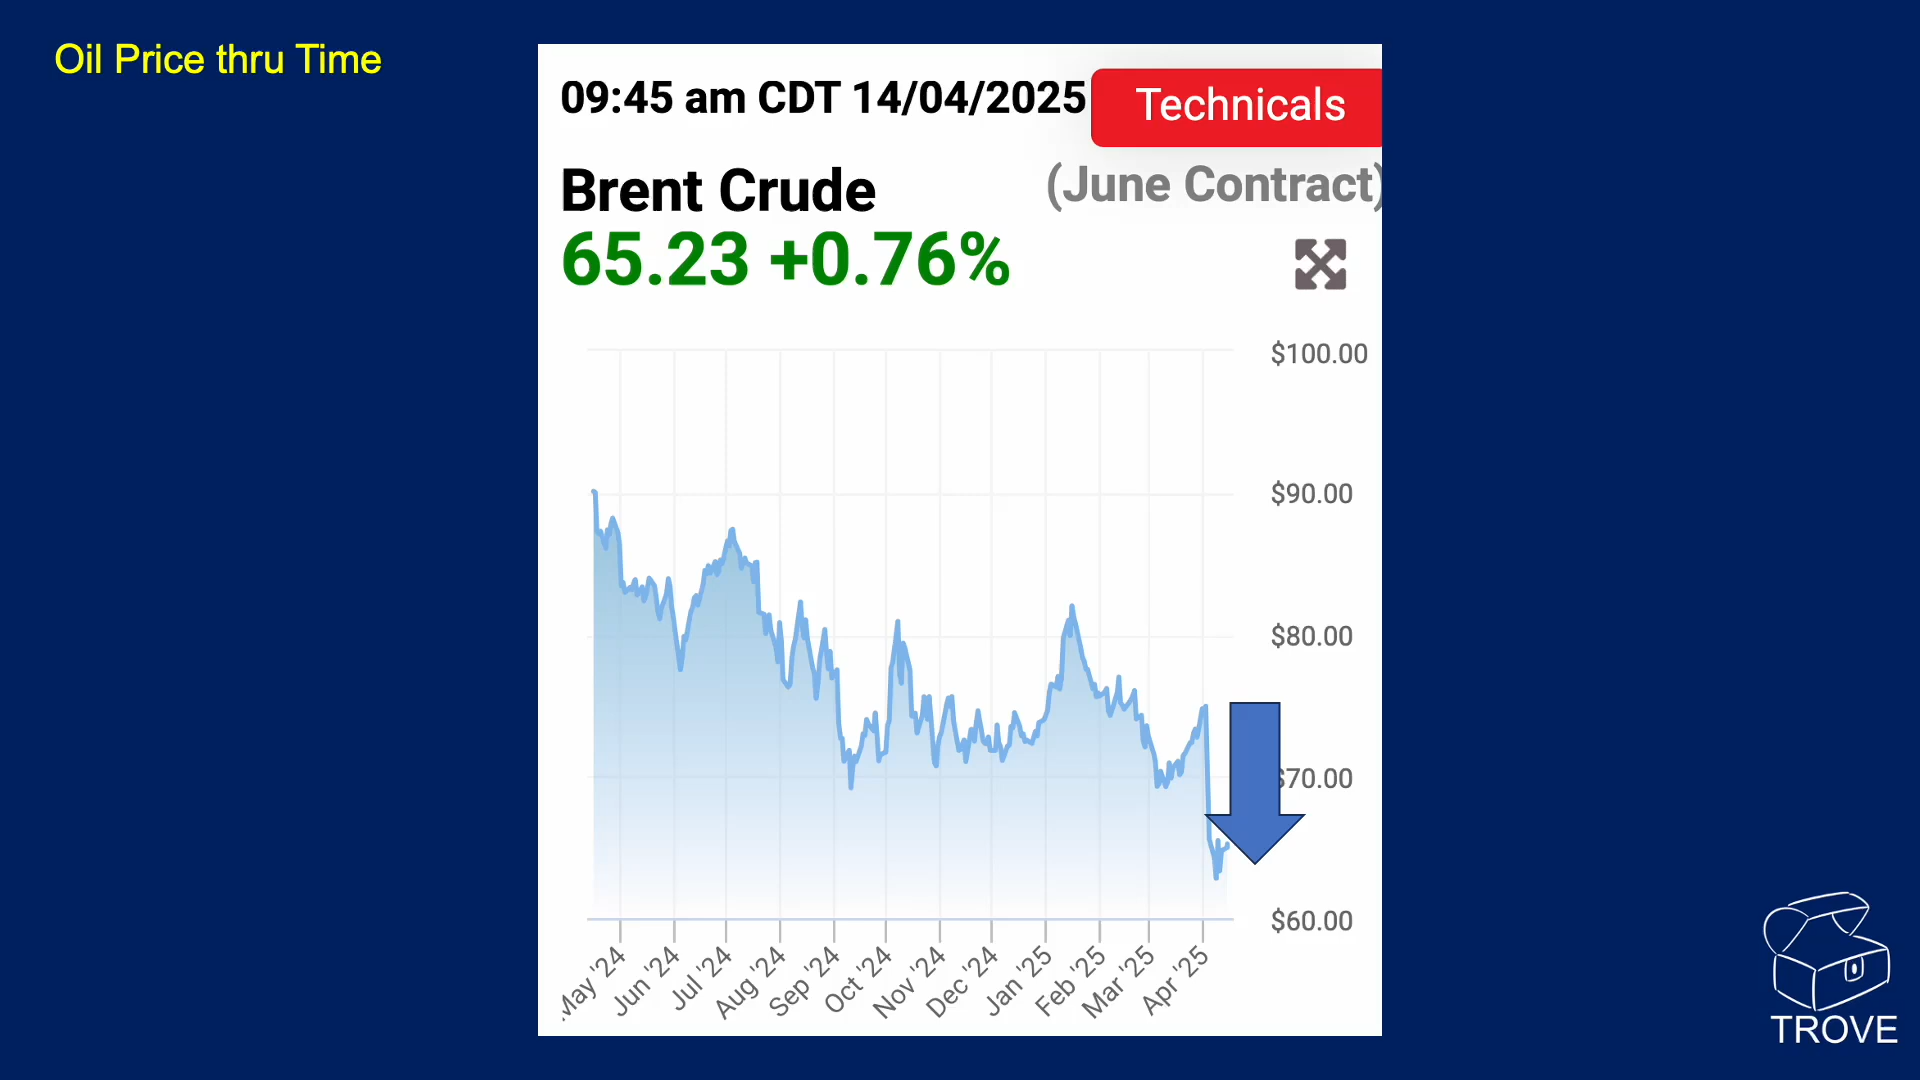 Oil Price thru Time
09:45 am CDT 14/04/2025
Technicals
Brent Crude
(June Contract)
65.23 +0.76%
$100.00
$90.00
$80.00
$70.00
$60.00
May '24
Jun '24
Jul '24
Aug '24
Sep '24
Oct '24
Nov '24
Dec '24
Jan '25
Feb '25
Mar '25
Apr '25
TROVE